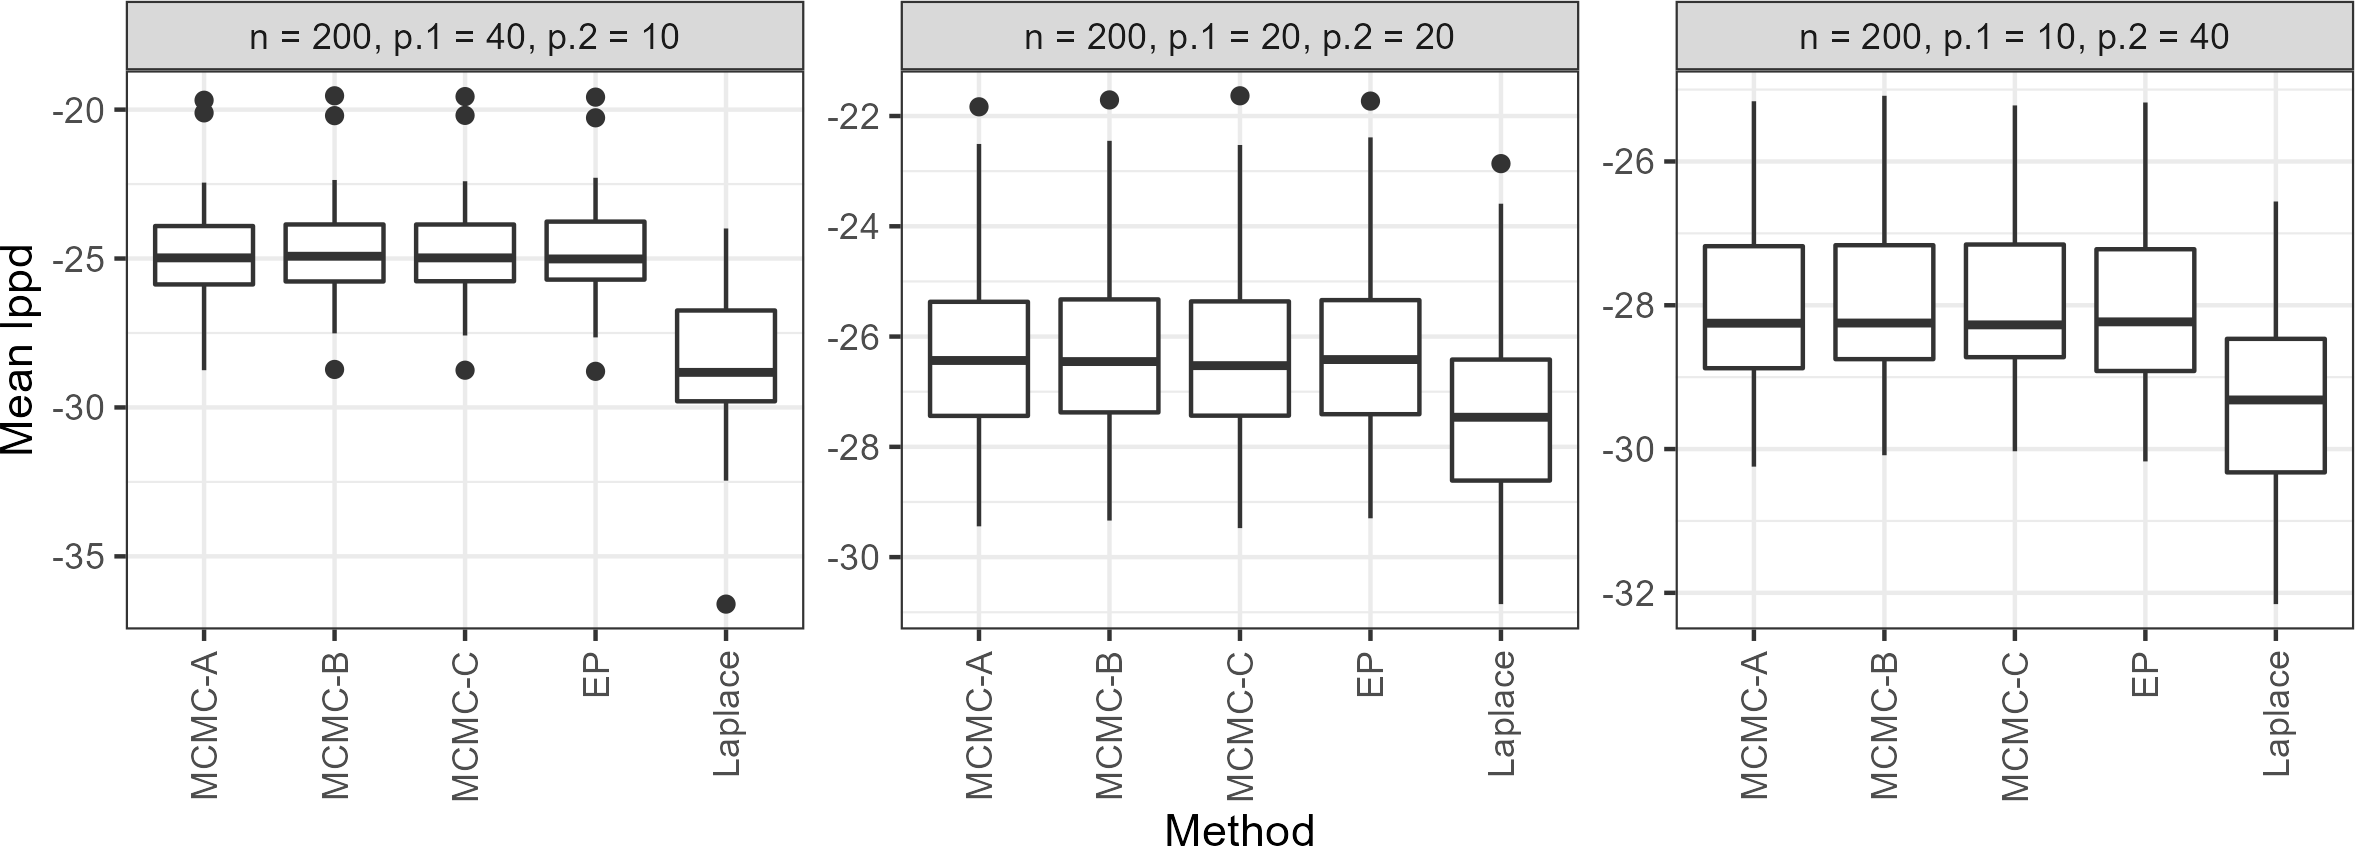 n = 200, p.1 = 40, p.2 = 10
n = 200, p.1 = 20, p.2 = 20
n = 200, p.1 = 10, p.2 = 40
Mean lppd
-20
-25
-30
-35
-22
-24
-26
-28
-30
-26
-28
-30
-32
MCMC-A
MCMC-B
MCMC-C
EP
Laplace
MCMC-A
MCMC-B
MCMC-C
EP
Laplace
MCMC-A
MCMC-B
MCMC-C
EP
Laplace
Method